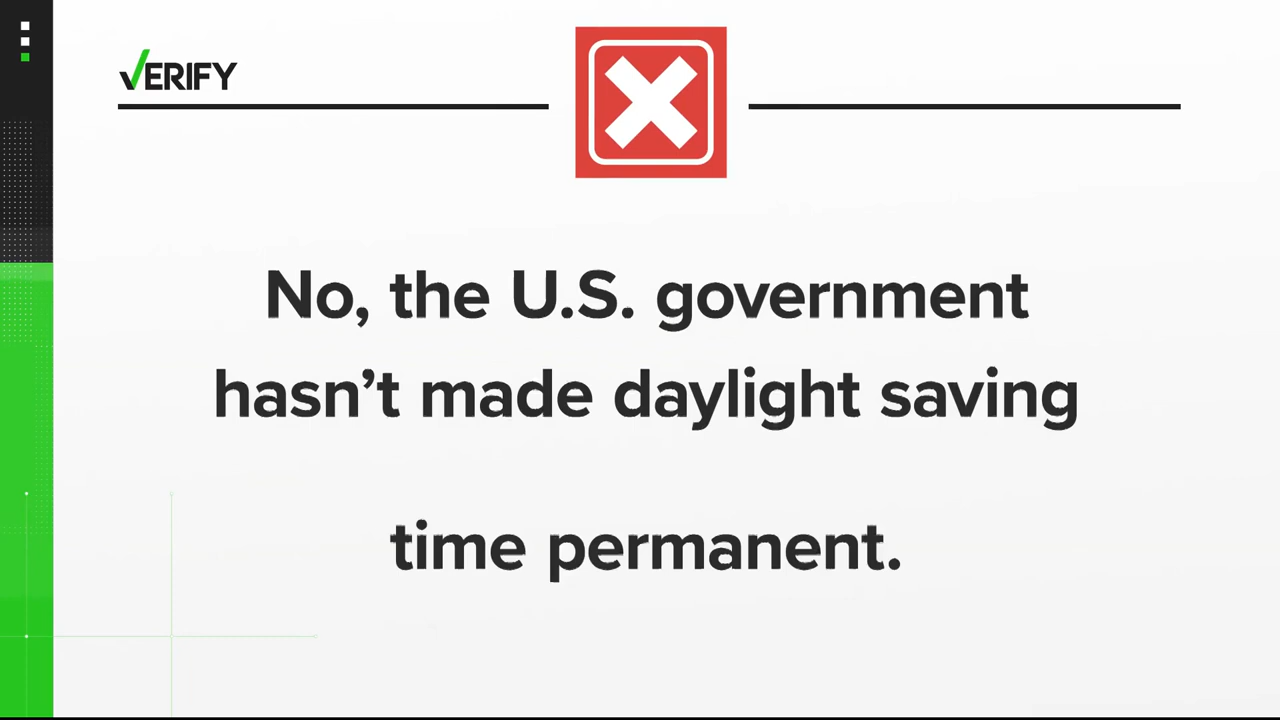 VERIFY
No, the U.S. government
hasn’t made daylight saving
time permanent.